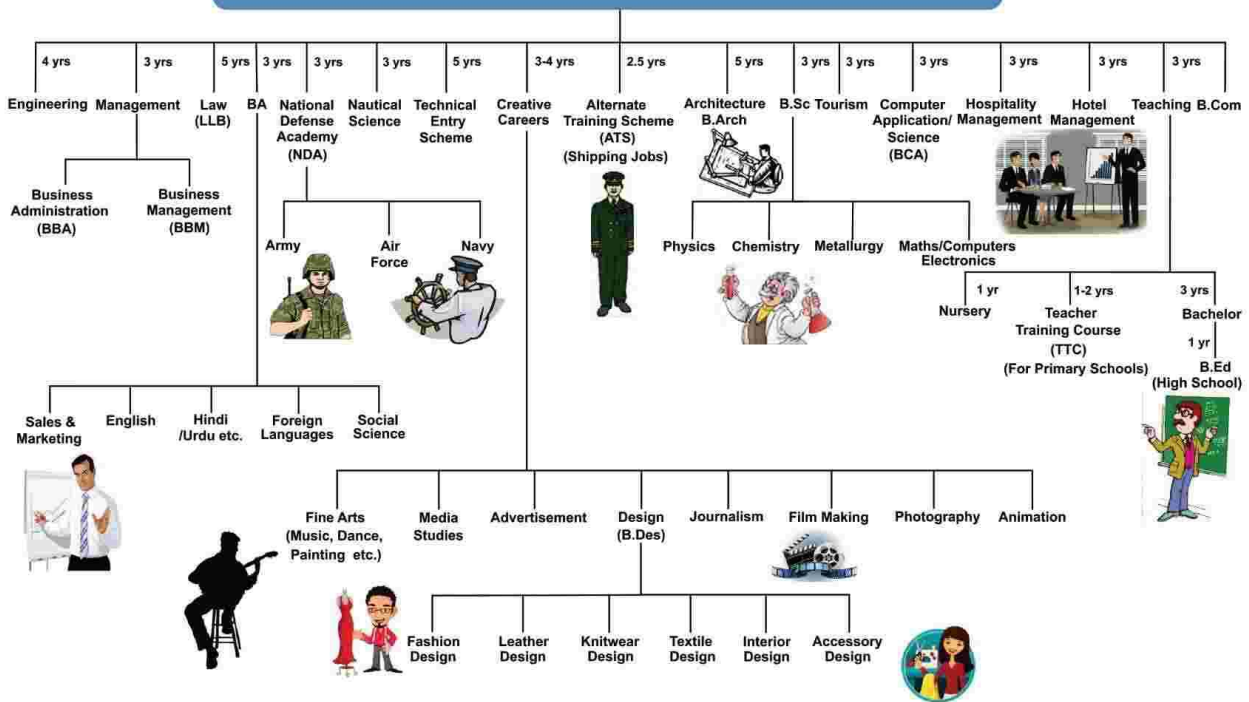 4 yrs
3 yrs
5 yrs
3 yrs
3 yrs
3 yrs
5 yrs
3-4 yrs
2.5 yrs
5 yrs
3 yrs
3 yrs
3 yrs
3 yrs
3 yrs
3 yrs
Engineering
Management
Law
(LLB)
BA
National
Defense
Academy
(NDA)
Nautical
Science
Technical
Entry
Scheme
Creative
Careers
Alternate
Training Scheme
(ATS)
(Shipping Jobs)
Architecture
B.Arch
B.Sc
Tourism
Computer
Application/
Science
(BCA)
Hospitality
Management
Hotel
Management
Teaching
B.Com
Business
Administration
(BBA)
Business
Management
(BBM)
Army
Air
Force
Navy
Physics
Chemistry
Metallurgy
Maths/Computers
Electronics
1 yr
Nursery
1-2 yrs
Teacher
Training Course
(TTC)
(For Primary Schools)
3 yrs
Bachelor
1 yr
B.Ed
(High School)
Sales &
Marketing
English
Hindi
/Urdu etc.
Foreign
Languages
Social
Science
Fine Arts
(Music, Dance,
Painting etc.)
Media
Studies
Advertisement
Design
(B.Des)
Journalism
Film Making
Photography
Animation
Fashion
Design
Leather
Design
Knitwear
Design
Textile
Design
Interior
Design
Accessory
Design